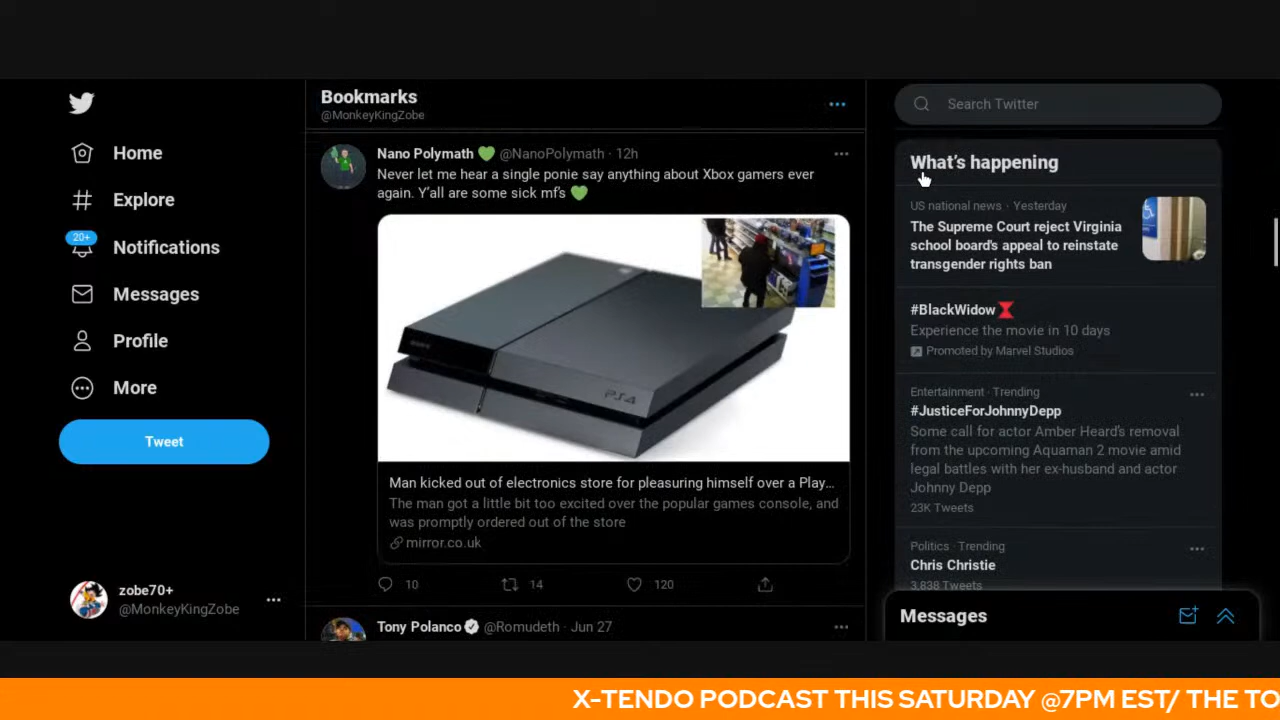 Home
Explore
20+
Notifications
Messages
Profile
More
Tweet
zobe70+
@MonkeyKingZobe
Bookmarks
@MonkeyKingZobe
Nano Polymath 💚 @NanoPolymath · 12h
Never let me hear a single ponie say anything about Xbox gamers ever
again. Y'all are some sick mf's 💚
SONY
PS4
Man kicked out of electronics store for pleasuring himself over a Play...
The man got a little bit too excited over the popular games console, and
was promptly ordered out of the store
mirror.co.uk
10 14 120
Tony Polanco @Romudeth · Jun 27
Search Twitter
What's happening
US national news · Yesterday
The Supreme Court reject Virginia
school board's appeal to reinstate
transgender rights ban
#BlackWidow
Experience the movie in 10 days
Promoted by Marvel Studios
Entertainment · Trending
#JusticeForJohnnyDepp
Some call for actor Amber Heard's removal
from the upcoming Aquaman 2 movie amid
legal battles with her ex-husband and actor
Johnny Depp
23K Tweets
Politics · Trending
Chris Christie
3,838 Tweets
Messages
X-TENDO PODCAST THIS SATURDAY @7PM EST/ THE TO